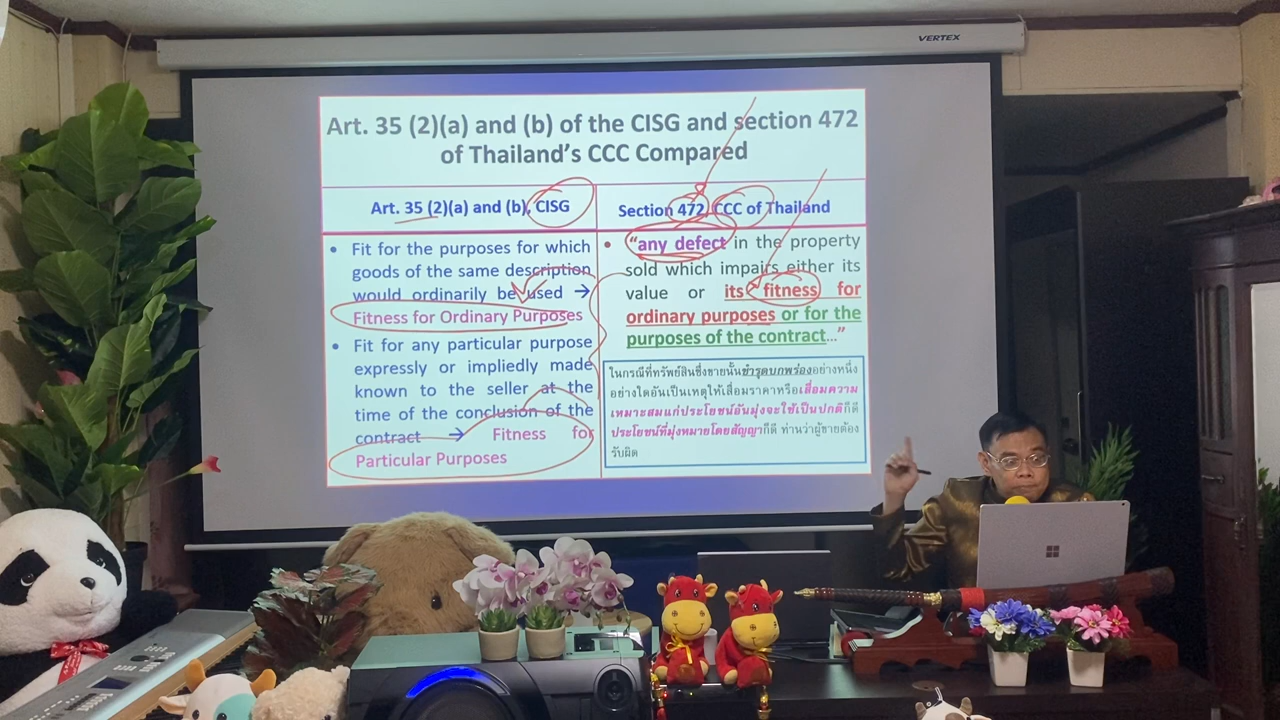 VERTEX
Art. 35 (2)(a) and (b) of the CISG and section 472
of Thailand's CCC Compared
Art. 35 (2)(a) and (b), CISG
Section 472 CCC of Thailand
• Fit for the purposes for which
goods of the same description
would ordinarily be used →
Fitness for Ordinary Purposes
• Fit for any particular purpose
expressly or impliedly made
known to the seller at the
time of the conclusion of the
contract → Fitness for
Particular Purposes
• "any defect in the property
sold which impairs either its
value or its fitness for
ordinary purposes or for the
purposes of the contract..."
ในกรณีที่ทรัพย์สินซึ่งขายนั้นชำรุดบกพร่องอย่างหนึ่ง
อย่างใดอันเป็นเหตุให้เสื่อมราคาหรือเสื่อมความ
เหมาะสมแก่ประโยชน์อันมุ่งจะใช้เป็นปกติก็ดี
ประโยชน์ที่มุ่งหมายโดยสัญญาก็ดี ท่านว่าผู้ขายต้อง
รับผิด